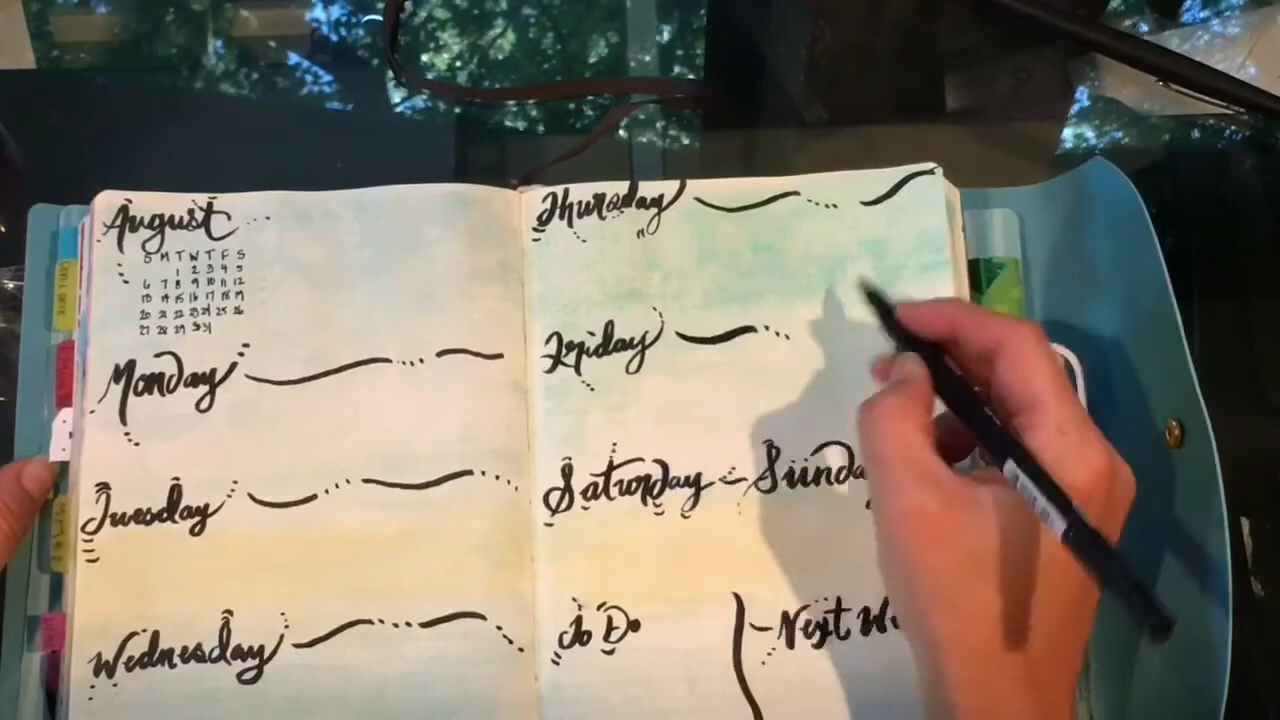 August
S M T W T F S
1 2 3 4 5
6 7 8 9 10 11 12
13 14 15 16 17 18 19
20 21 22 23 24 25 26
27 28 29 30 31
Monday
Tuesday
Wednesday
Thursday
Friday
Saturday - Sunda
To Do
Next